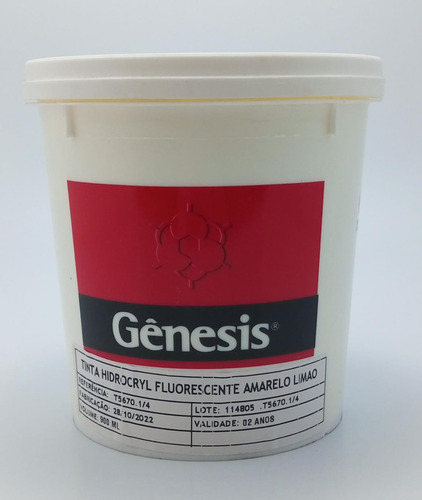 Gênesis®
TINTA HIDROCRYL FLUORESCENTE AMARELO LIMAO
REFERÊNCIA: T5670.1/4
FABRICAÇÃO: 28/10/2022 LOTE: 114805 .T5670.1/4
VOLUME: 900 ML VALIDADE: 02 ANOS